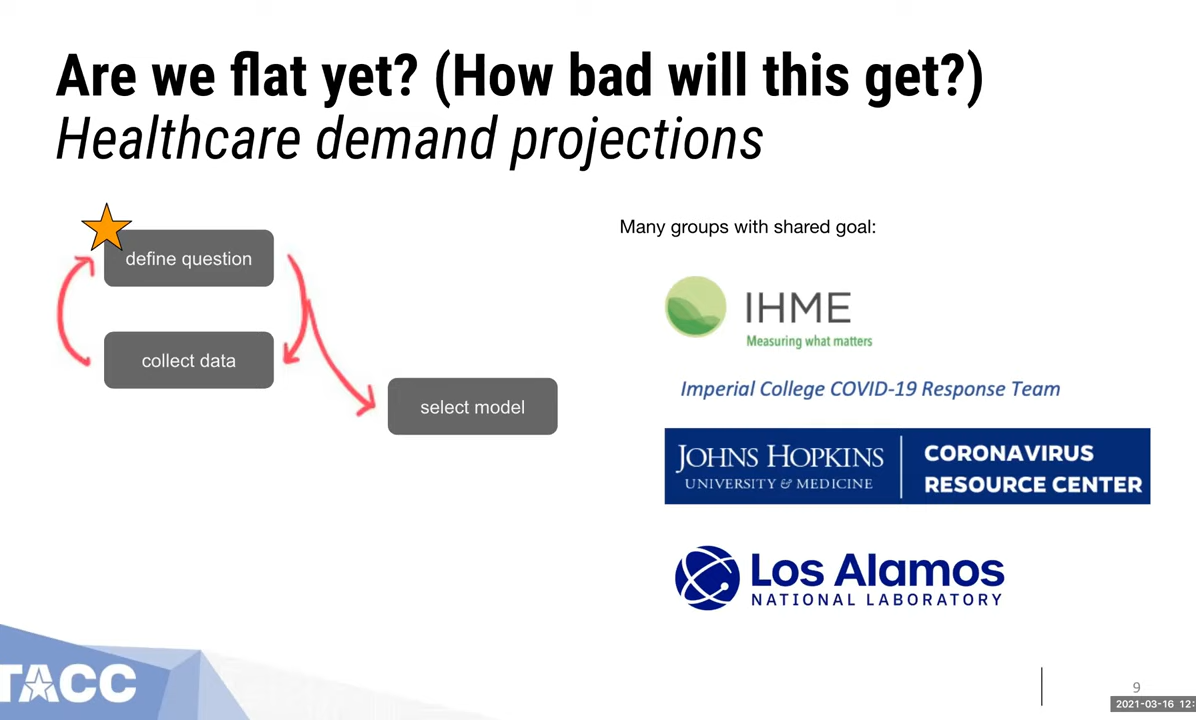 Are we flat yet? (How bad will this get?)
Healthcare demand projections
define question
collect data
select model
Many groups with shared goal:
IHME
Measuring what matters
Imperial College COVID-19 Response Team
JOHNS HOPKINS
UNIVERSITY & MEDICINE
CORONAVIRUS
RESOURCE CENTER
Los Alamos
NATIONAL LABORATORY
TACC
9
2021-03-16 12: